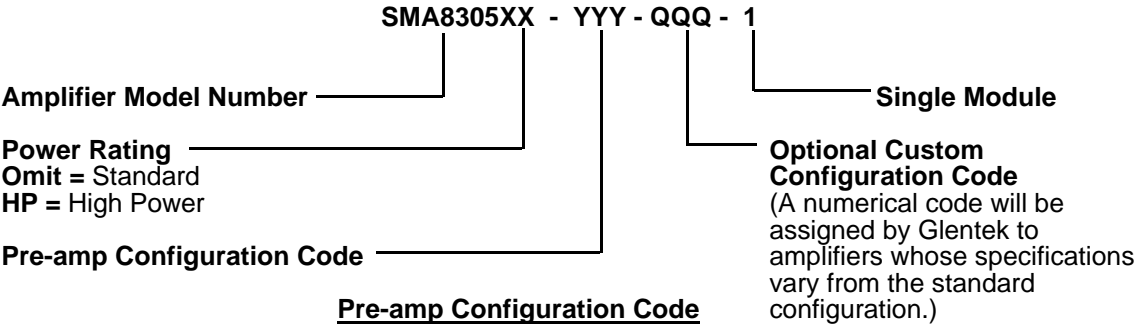 SMA8305XX - YYY - QQQ - 1
Amplifier Model Number
Single Module
Power Rating
Omit = Standard
HP = High Power
Optional Custom
Configuration Code
(A numerical code will be
assigned by Glentek to
amplifiers whose specifications
vary from the standard
configuration.)
Pre-amp Configuration Code
Pre-amp Configuration Code